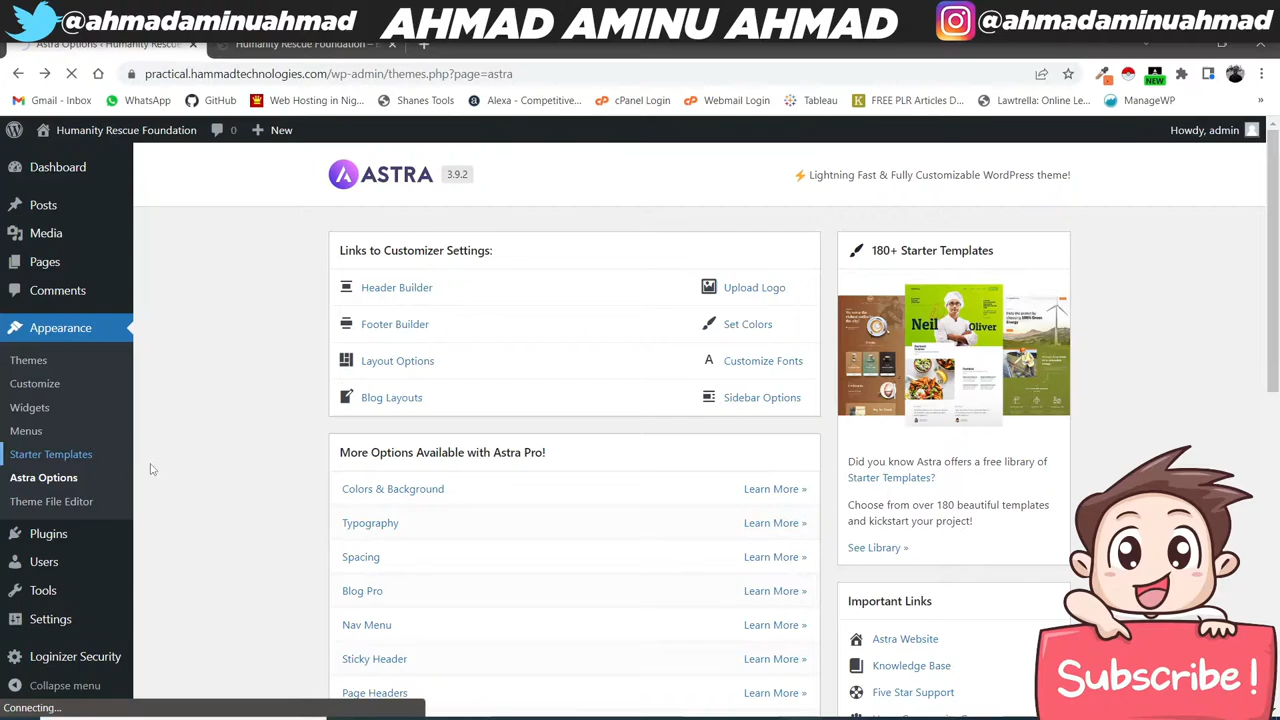 @ahmadaminuahmad AHMAD AMINU AHMAD @ahmadaminuahmad
Astra Options ‹ Humanity Rescue
Humanity Rescue Foundation –
practical.hammadtechnologies.com/wp-admin/themes.php?page=astra
NEW
Gmail - Inbox
WhatsApp
GitHub
Web Hosting in Nig...
Shanes Tools
Alexa - Competitive...
cPanel Login
Webmail Login
Tableau
FREE PLR Articles D...
Lawtrella: Online Le...
ManageWP
»
Humanity Rescue Foundation
0
New
Howdy, admin
Dashboard
Posts
Media
Pages
Comments
Appearance
Themes
Customize
Widgets
Menus
Starter Templates
Astra Options
Theme File Editor
Plugins
Users
Tools
Settings
Loginizer Security
Collapse menu
Connecting...
ASTRA
3.9.2
Lightning Fast & Fully Customizable WordPress theme!
Links to Customizer Settings:
Header Builder
Upload Logo
Footer Builder
Set Colors
Layout Options
Customize Fonts
Blog Layouts
Sidebar Options
More Options Available with Astra Pro!
Colors & Background
Learn More »
Typography
Learn More »
Spacing
Learn More »
Blog Pro
Learn More »
Nav Menu
Learn More »
Sticky Header
Learn More »
Page Headers
Learn More »
180+ Starter Templates
Neil
Oliver
Did you know Astra offers a free library of
Starter Templates?
Choose from over 180 beautiful templates
and kickstart your project!
See Library »
Important Links
Astra Website
Knowledge Base
Five Star Support
Subscribe!